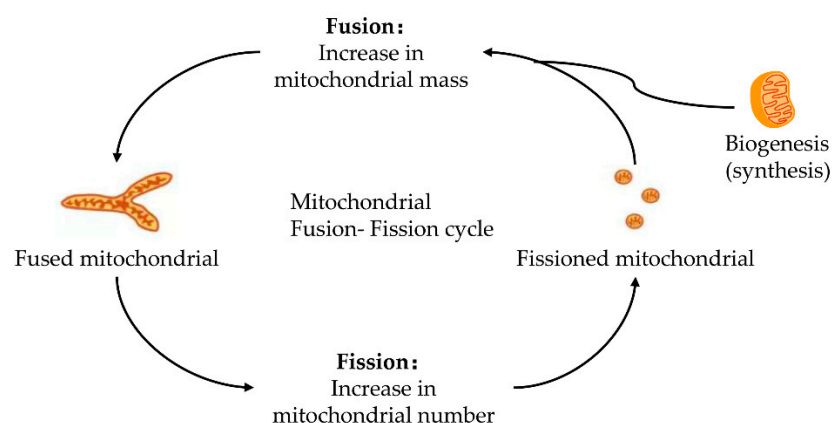 Fusion:
Increase in
mitochondrial mass
Biogenesis
(synthesis)
Mitochondrial
Fusion- Fission cycle
Fused mitochondrial
Fissioned mitochondrial
Fission:
Increase in
mitochondrial number